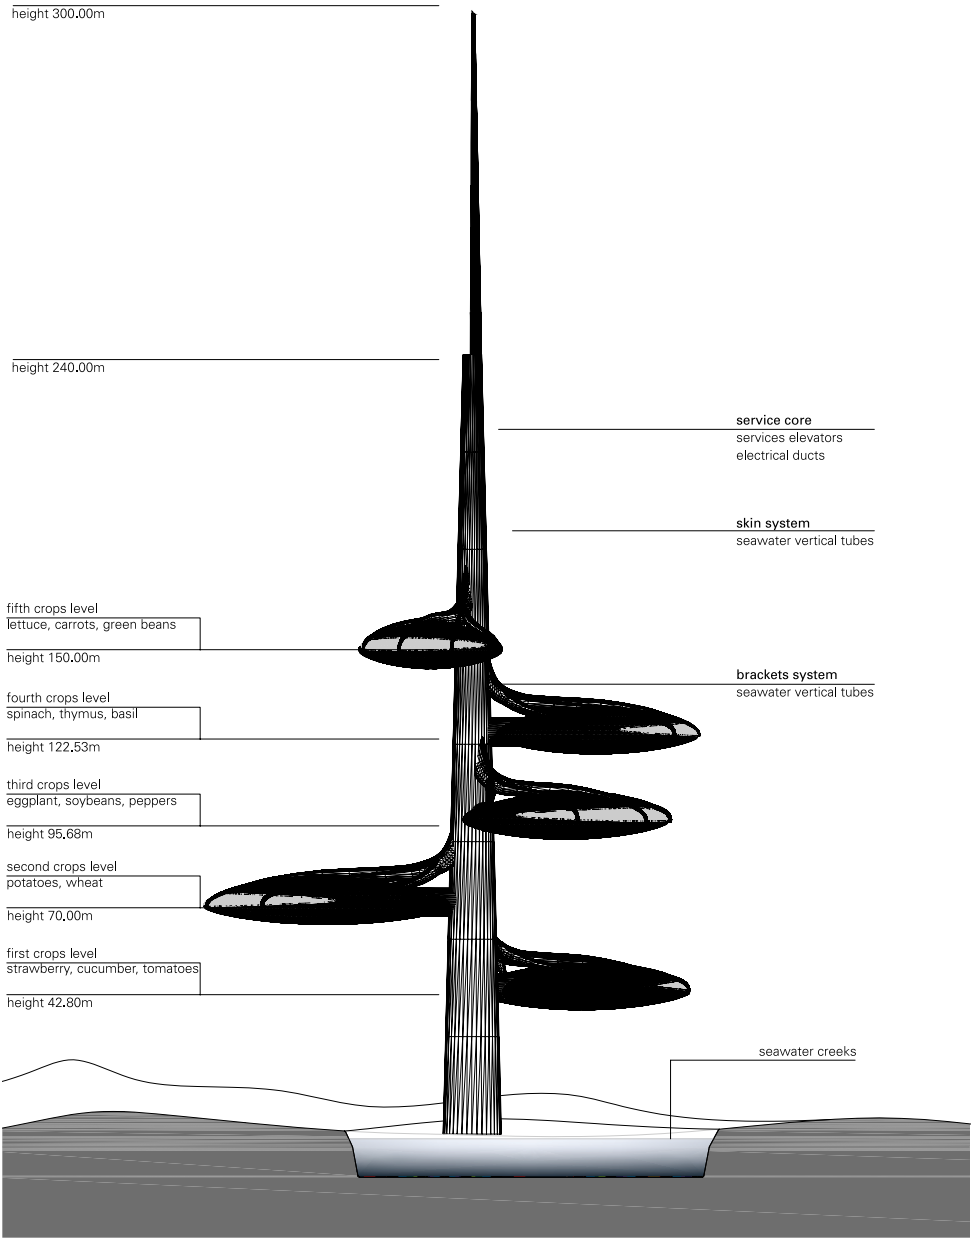 height 300.00m
height 240.00m
service core
services elevators
electrical ducts
skin system
seawater vertical tubes
fifth crops level
lettuce, carrots, green beans
height 150.00m
brackets system
seawater vertical tubes
fourth crops level
spinach, thymus, basil
height 122.53m
third crops level
eggplant, soybeans, peppers
height 95.68m
second crops level
potatoes, wheat
height 70.00m
first crops level
strawberry, cucumber, tomatoes
height 42.80m
seawater creeks